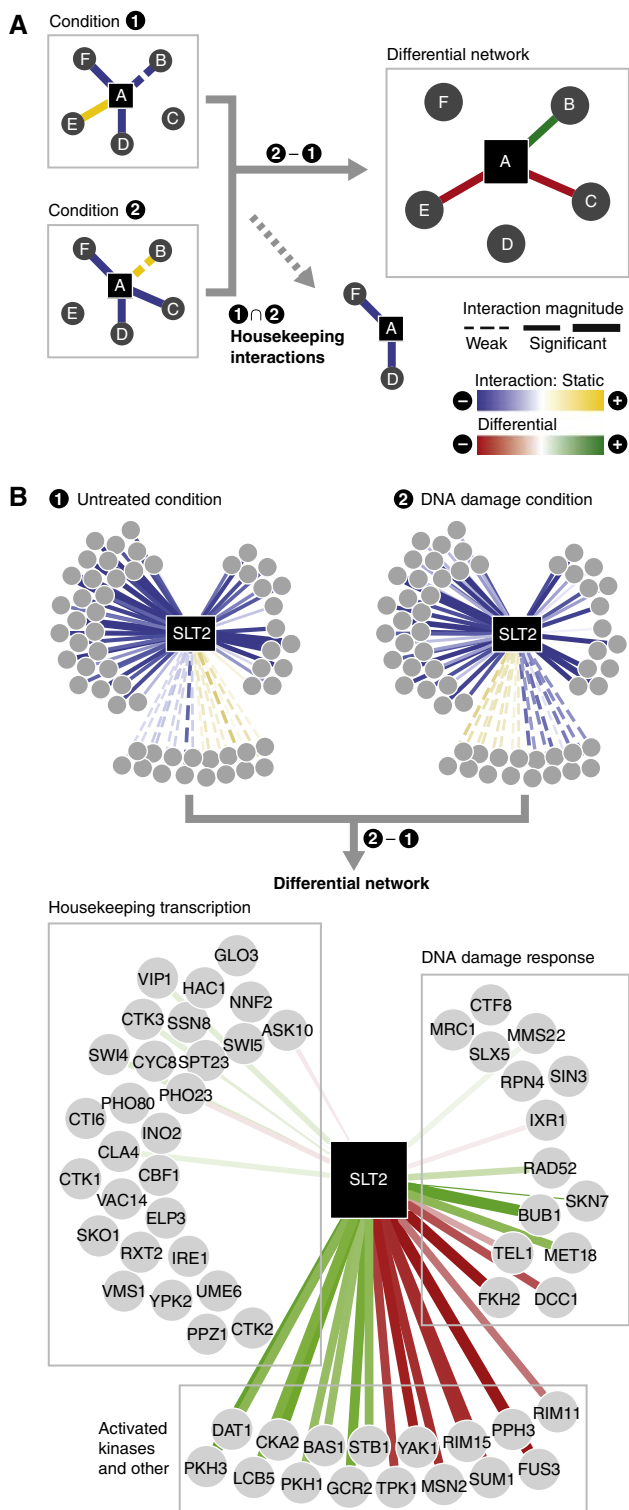 A
Condition 1
F
B
A
E
C
D
Condition 2
F
B
A
E
C
D
2 – 1
1 ∩ 2
Housekeeping
interactions
F
A
D
Differential network
F
B
A
E
C
D
Interaction magnitude
Weak Significant
Interaction: Static
– +
Differential
– +
B
1 Untreated condition
SLT2
2 DNA damage condition
SLT2
2 – 1
Differential network
Housekeeping transcription
GLO3
VIP1
HAC1
NNF2
CTK3
SSN8
ASK10
SWI5
SWI4
CYC8
SPT23
PHO23
PHO80
CTI6
INO2
CLA4
CTK1
CBF1
VAC14
ELP3
SKO1
RXT2
IRE1
VMS1
YPK2
UME6
PPZ1
CTK2
SLT2
DNA damage response
CTF8
MRC1
MMS22
SLX5
RPN4
SIN3
IXR1
RAD52
SKN7
BUB1
TEL1
MET18
FKH2
DCC1
Activated
kinases
and other
DAT1
CKA2
BAS1
STB1
YAK1
RIM15
PPH3
RIM11
PKH3
LCB5
PKH1
GCR2
TPK1
MSN2
SUM1
FUS3